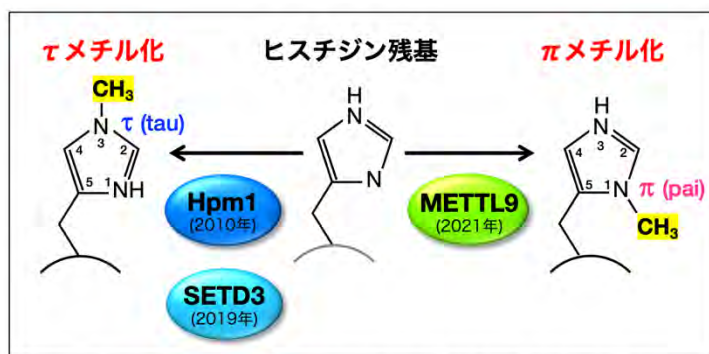 τメチル化
ヒスチジン残基
πメチル化
CH3
N
τ (tau)
3
4
2
5
1
NH
H
N
N
Hpm1
(2010年)
SETD3
(2019年)
METTL9
(2021年)
H
N
3
4
2
5
1
N
π (pai)
CH3